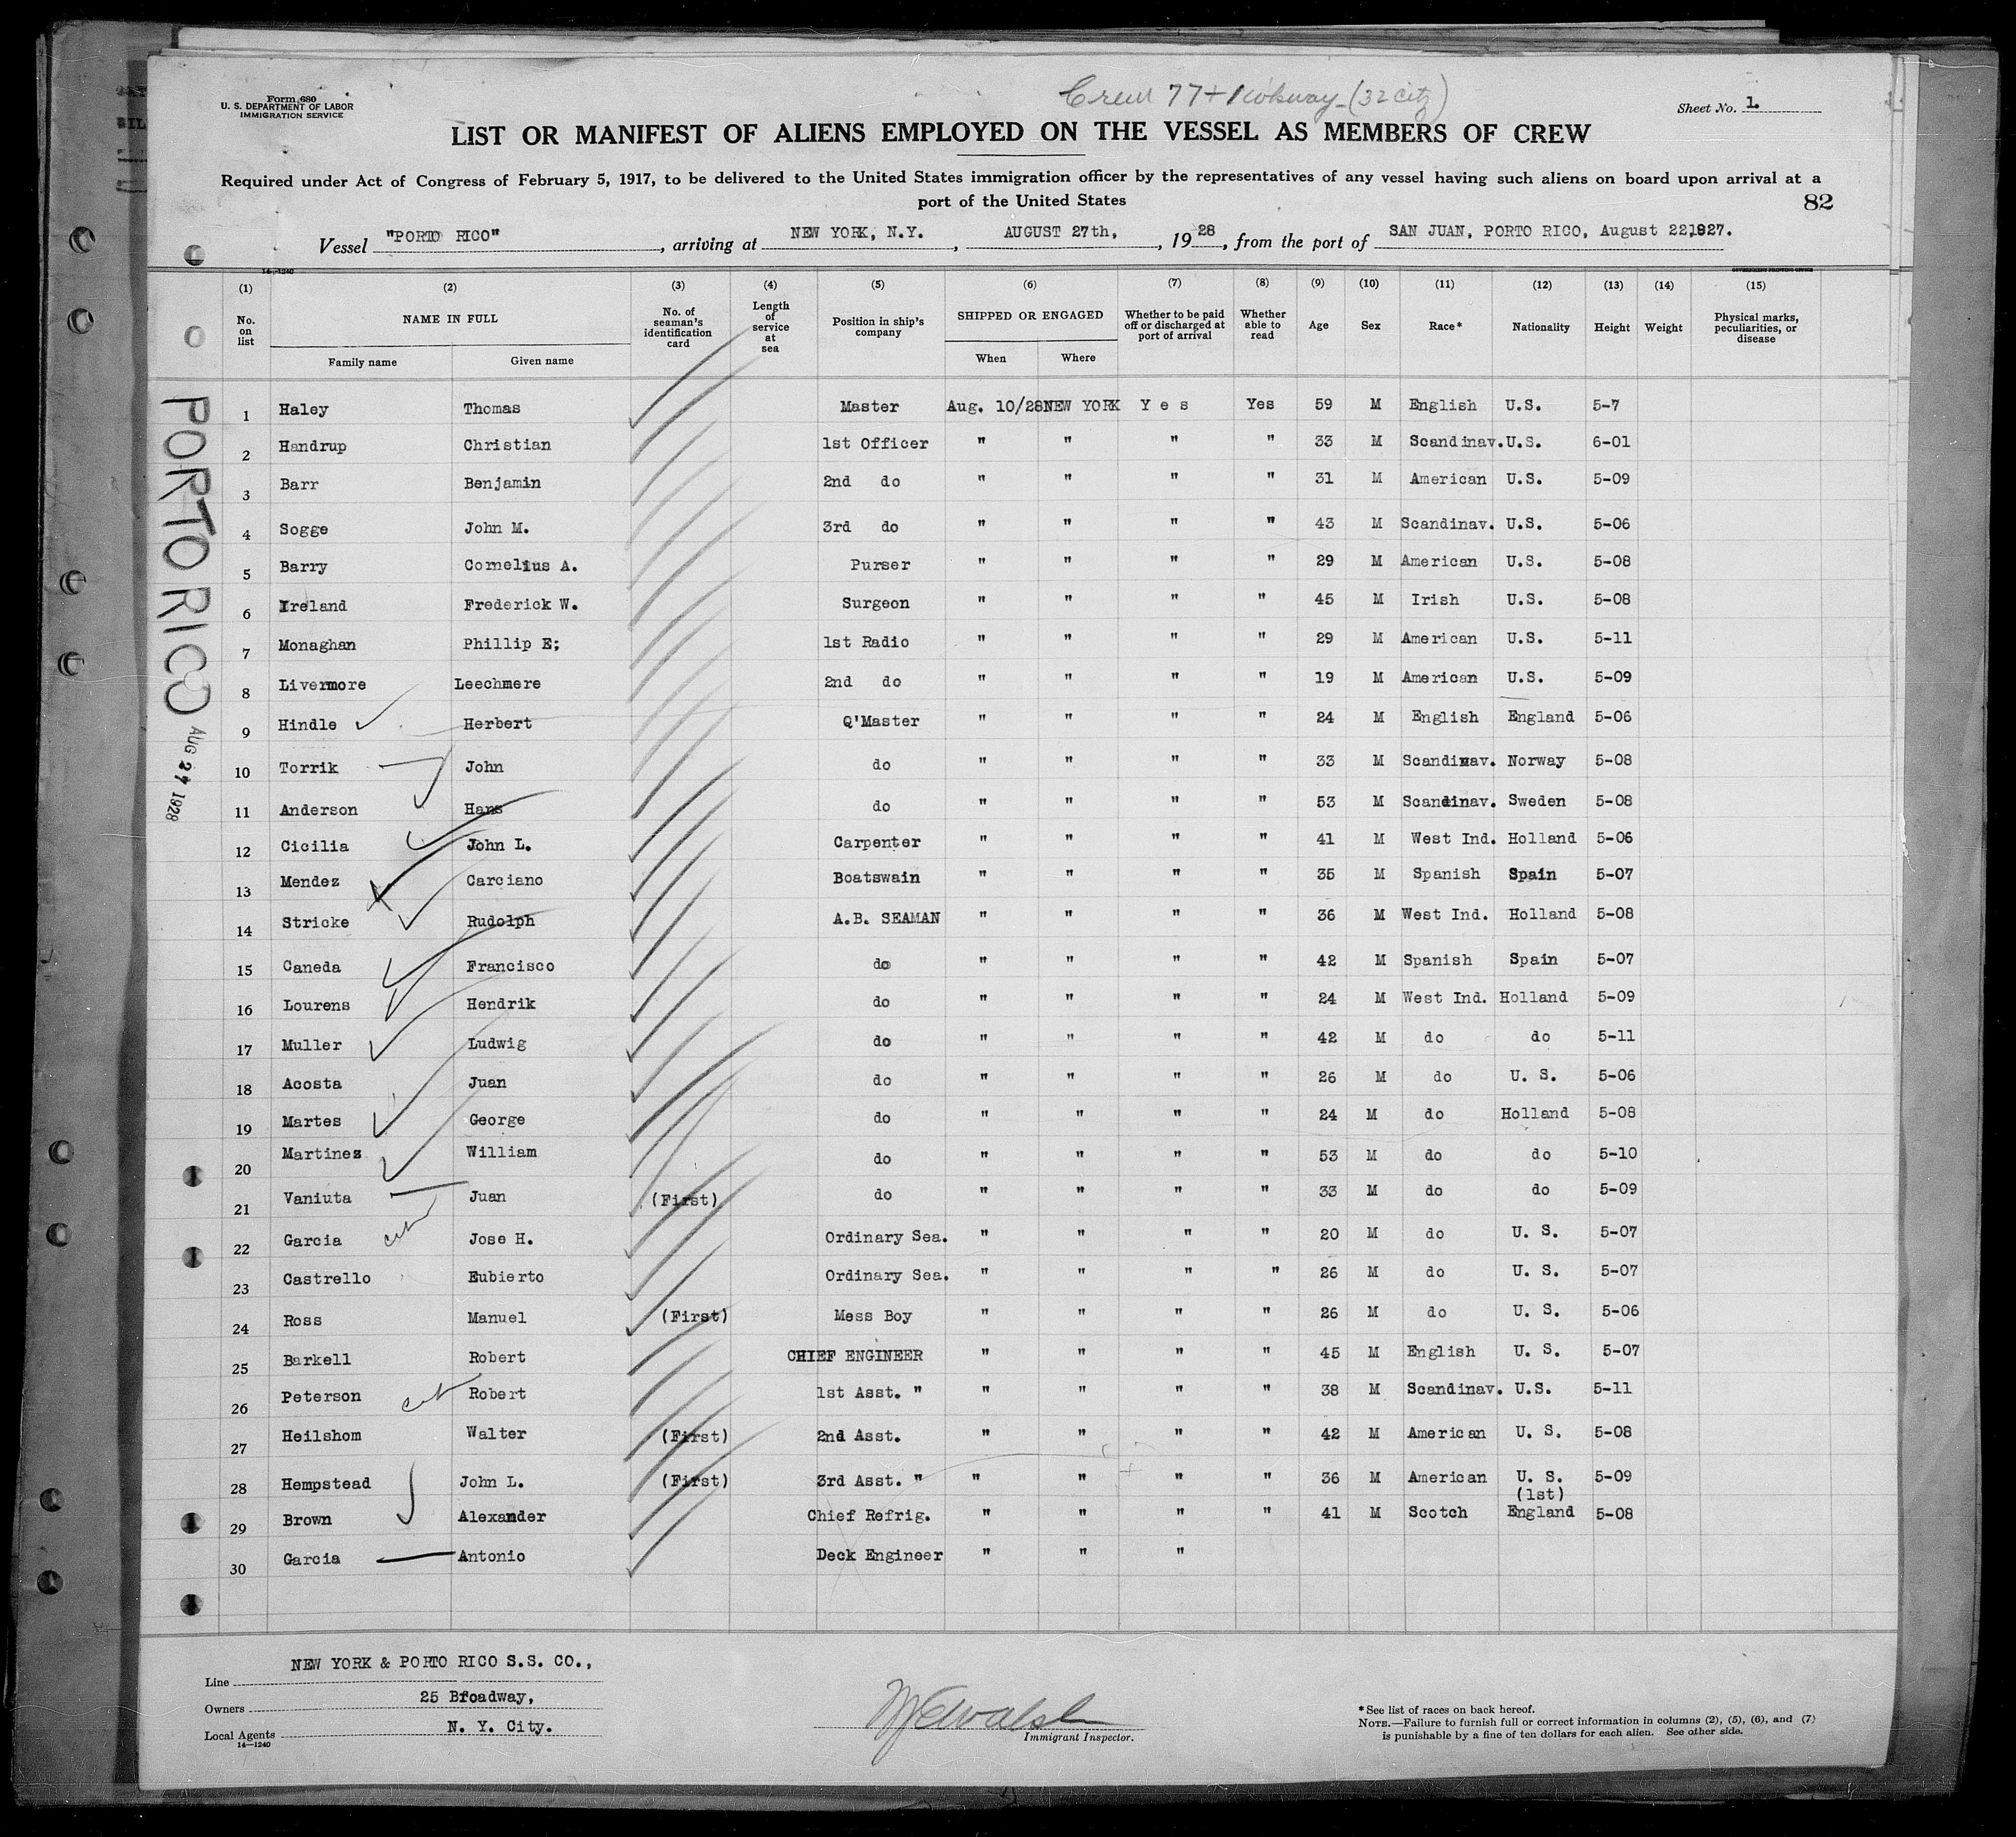 Form 680
U. S. DEPARTMENT OF LABOR
IMMIGRATION SERVICE
Crew 77 + 1 (32 city)
Sheet No. 1.
LIST OR MANIFEST OF ALIENS EMPLOYED ON THE VESSEL AS MEMBERS OF CREW
Required under Act of Congress of February 5, 1917, to be delivered to the United States immigration officer by the representatives of any vessel having such aliens on board upon arrival at a
port of the United States
82
Vessel "PORTO RICO", arriving at NEW YORK, N.Y., AUGUST 27th, , 1928, from the port of SAN JUAN, PORTO RICO, August 22,1927.
14-1240
GOVERNMENT PRINTING OFFICE
(1) (2) (3) (4) (5) (6) (7) (8) (9) (10) (11) (12) (13) (14) (15)
No. on list NAME IN FULL Family name Given name No. of seaman's identification card Length of service at sea Position in ship's company SHIPPED OR ENGAGED When Where Whether to be paid off or discharged at port of arrival Whether able to read Age Sex Race* Nationality Height Weight Physical marks, peculiarities, or disease
1 Haley Thomas Master Aug. 10/28 NEW YORK Yes Yes 59 M English U.S. 5-7
2 Handrup Christian 1st Officer " " " " 33 M Scandinav. U.S. 6-01
3 Barr Benjamin 2nd do " " " " 31 M American U.S. 5-09
4 Sogge John M. 3rd do " " " " 43 M Scandinav. U.S. 5-06
5 Barry Cornelius A. Purser " " " " 29 M American U.S. 5-08
6 Ireland Frederick W. Surgeon " " " " 45 M Irish U.S. 5-08
7 Monaghan Phillip E; 1st Radio " " " " 29 M American U.S. 5-11
8 Livermore Leechmere 2nd do " " " " 19 M American U.S. 5-09
9 Hindle Herbert Q'Master " " " " 24 M English England 5-06
10 Torrik John do " " " " 33 M Scandinav. Norway 5-08
11 Anderson Hans do " " " " 53 M Scandinav. Sweden 5-08
12 Cicilia John L. Carpenter " " " " 41 M West Ind. Holland 5-06
13 Mendez Carciano Boatswain " " " " 35 M Spanish Spain 5-07
14 Stricke Rudolph A.B. SEAMAN " " " " 36 M West Ind. Holland 5-08
15 Caneda Francisco do " " " " 42 M Spanish Spain 5-07
16 Lourens Hendrik do " " " " 24 M West Ind. Holland 5-09
17 Muller Ludwig do " " " " 42 M do do 5-11
18 Acosta Juan do " " " " 26 M do U. S. 5-06
19 Martes George do " " " " 24 M do Holland 5-08
20 Martinez William do " " " " 53 M do do 5-10
21 Vaniuta Juan (First) do " " " " 33 M do do 5-09
22 Garcia Jose H. Ordinary Sea. " " " " 20 M do U. S. 5-07
23 Castrello Eubierto Ordinary Sea. " " " " 26 M do U. S. 5-07
24 Ross Manuel (First) Mess Boy " " " " 26 M do U. S. 5-06
25 Barkell Robert CHIEF ENGINEER " " " " 45 M English U. S. 5-07
26 Peterson Robert 1st Asst. " " " " " 38 M Scandinav. U.S. 5-11
27 Heilshom Walter (First) 2nd Asst. " " " " 42 M American U. S. 5-08
28 Hempstead John L. (First) 3rd Asst. " " " " " 36 M American U. S. 5-09
(1st)
29 Brown Alexander Chief Refrig. " " " " 41 M Scotch England 5-08
30 Garcia Antonio Deck Engineer " " "
PORTO RICO
AUG 27 1928
Line NEW YORK & PORTO RICO S.S. CO.,
Owners 25 Broadway,
Local Agents N. Y. City.
14-1240
Immigrant Inspector.
*See list of races on back hereof.
NOTE.—Failure to furnish full or correct information in columns (2), (5), (6), and (7)
is punishable by a fine of ten dollars for each alien. See other side.